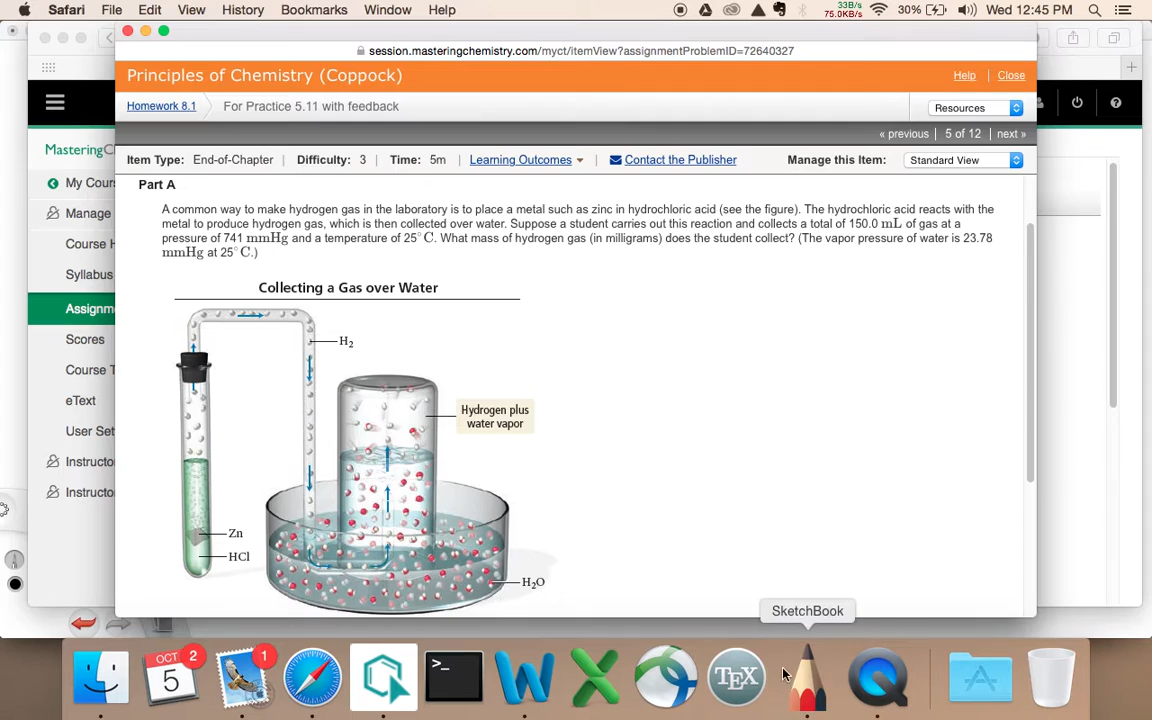 Safari File Edit View History Bookmarks Window Help 33B/s 75.0KB/s 30% Wed 12:45 PM
session.masteringchemistry.com/myct/itemView?assignmentProblemID=72640327
Principles of Chemistry (Coppock) Help | Close
Homework 8.1 For Practice 5.11 with feedback Resources
« previous | 5 of 12 | next »
MasteringCh
Item Type: End-of-Chapter | Difficulty: 3 | Time: 5m | Learning Outcomes | Contact the Publisher Manage this Item: Standard View
My Cour
Manage
Course H
Syllabus
Assignm
Scores
Course T
eText
User Set
Instructo
Instructo
Part A
A common way to make hydrogen gas in the laboratory is to place a metal such as zinc in hydrochloric acid (see the figure). The hydrochloric acid reacts with the
metal to produce hydrogen gas, which is then collected over water. Suppose a student carries out this reaction and collects a total of 150.0 mL of gas at a
pressure of 741 mmHg and a temperature of 25°C. What mass of hydrogen gas (in milligrams) does the student collect? (The vapor pressure of water is 23.78
mmHg at 25°C.)
Collecting a Gas over Water
H₂
Hydrogen plus
water vapor
Zn
HCl
H₂O
SketchBook
OCT 2
5
1
>_
TEX